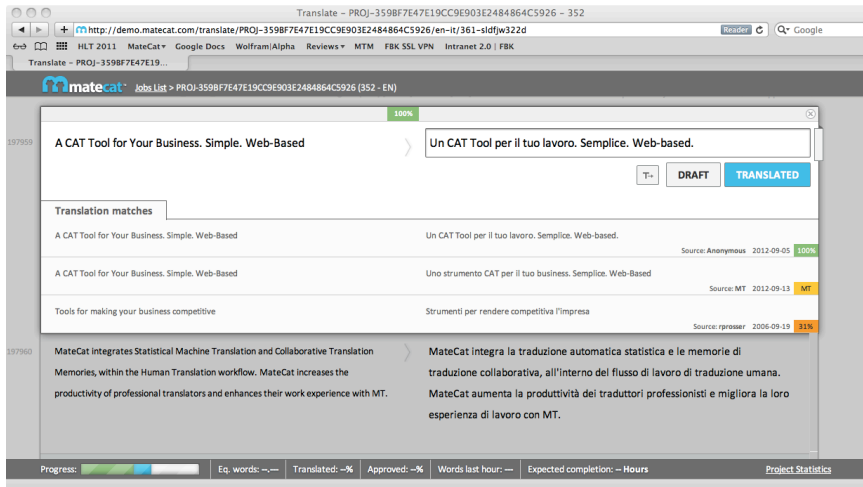 Translate – PROJ-3598F7E47E19CC9E903E2484864C5926 – 352
http://demo.matecat.com/translate/PROJ-3598F7E47E19CC9E903E2484864C5926/en-it/361-sldfjw322d
Reader
Google
HLT 2011 MateCat Google Docs Wolfram|Alpha Reviews MTM FBK SSL VPN Intranet 2.0 | FBK
Translate – PROJ-3598F7E47E19...
matecat Jobs List > PROJ-3598F7E47E19CC9E903E2484864C5926 (352 - EN)
100%
197959
A CAT Tool for Your Business. Simple. Web-Based
Un CAT Tool per il tuo lavoro. Semplice. Web-based.
T→ DRAFT TRANSLATED
Translation matches
A CAT Tool for Your Business. Simple. Web-Based
Un CAT Tool per il tuo lavoro. Semplice. Web-based.
Source: Anonymous 2012-09-05 100%
A CAT Tool for Your Business. Simple. Web-Based
Uno strumento CAT per il tuo business. Semplice. Web-Based
Source: MT 2012-09-13 MT
Tools for making your business competitive
Strumenti per rendere competitiva l'impresa
Source: rprosser 2006-09-19 31%
197960
MateCat integrates Statistical Machine Translation and Collaborative Translation
Memories, within the Human Translation workflow. MateCat increases the
productivity of professional translators and enhances their work experience with MT.
MateCat integra la traduzione automatica statistica e le memorie di
traduzione collaborativa, all'interno del flusso di lavoro di traduzione umana.
MateCat aumenta la produttività dei traduttori professionisti e migliora la loro
esperienza di lavoro con MT.
Progress: Eq. words: --.-- Translated: --% Approved: --% Words last hour: -- Expected completion: -- Hours Project Statistics